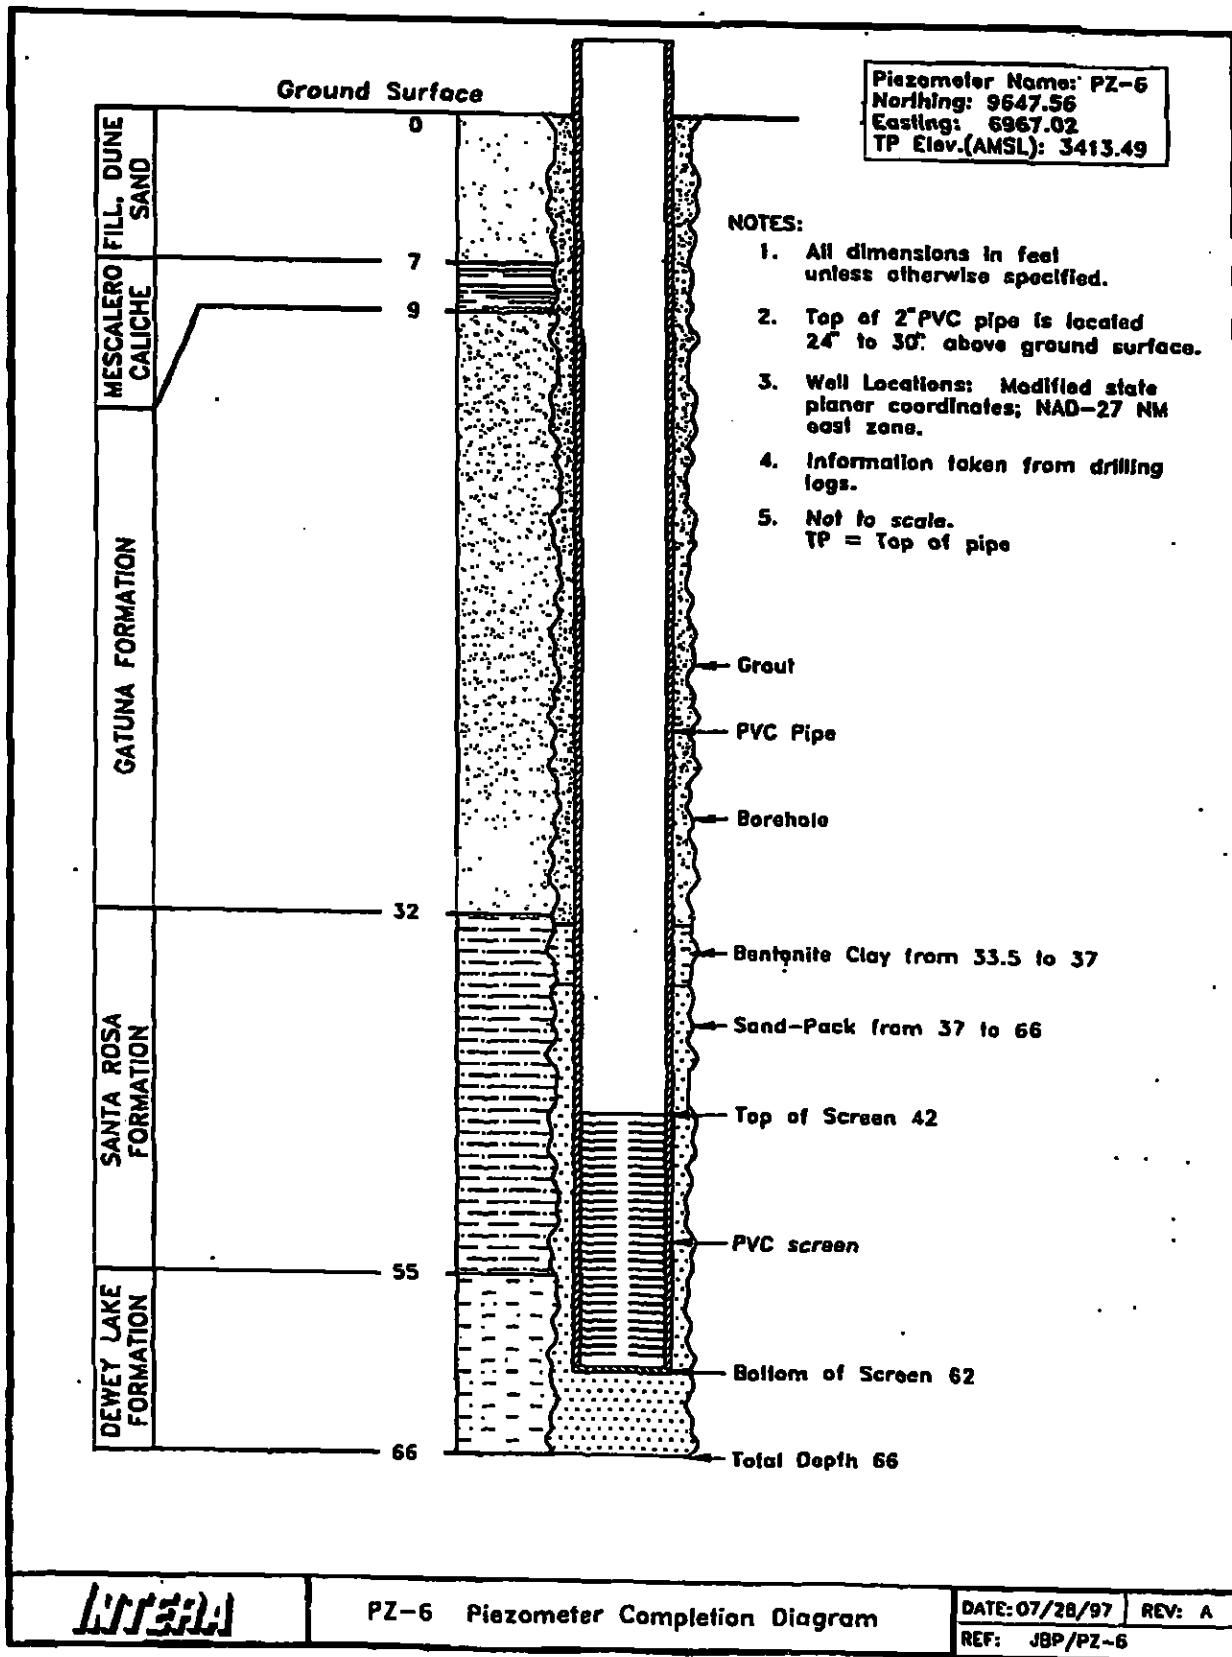 Ground Surface
Piezometer Name: PZ-6
Northing: 9647.56
Easting: 6967.02
TP Elev.(AMSL): 3413.49
FILL, DUNE
SAND
MESCALERO
CALICHE
GATUNA FORMATION
SANTA ROSA
FORMATION
DEWEY LAKE
FORMATION
0
7
9
32
55
66
NOTES:
1. All dimensions in feet
unless otherwise specified.
2. Top of 2" PVC pipe is located
24" to 30". above ground surface.
3. Well Locations: Modified state
planer coordinates; NAD-27 NM
east zone.
4. Information taken from drilling
logs.
5. Not to scale.
TP = Top of pipe
Grout
PVC Pipe
Borehole
Bentonite Clay from 33.5 to 37
Sand-Pack from 37 to 66
Top of Screen 42
PVC screen
Bottom of Screen 62
Total Depth 66
INTERA
PZ-6 Piezometer Completion Diagram
DATE: 07/28/97
REV: A
REF: JBP/PZ-6